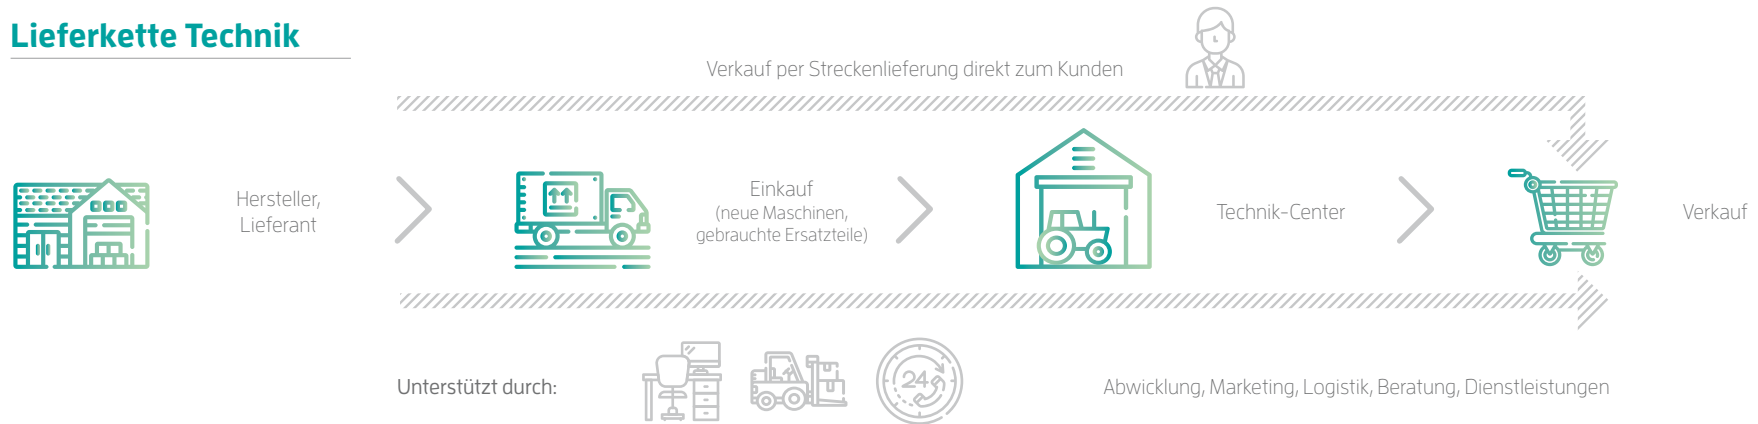 Lieferkette Technik
Verkauf per Streckenlieferung direkt zum Kunden
Hersteller,
Lieferant
Einkauf
(neue Maschinen,
gebrauchte Ersatzteile)
Technik-Center
Verkauf
Unterstützt durch:
24
Abwicklung, Marketing, Logistik, Beratung, Dienstleistungen